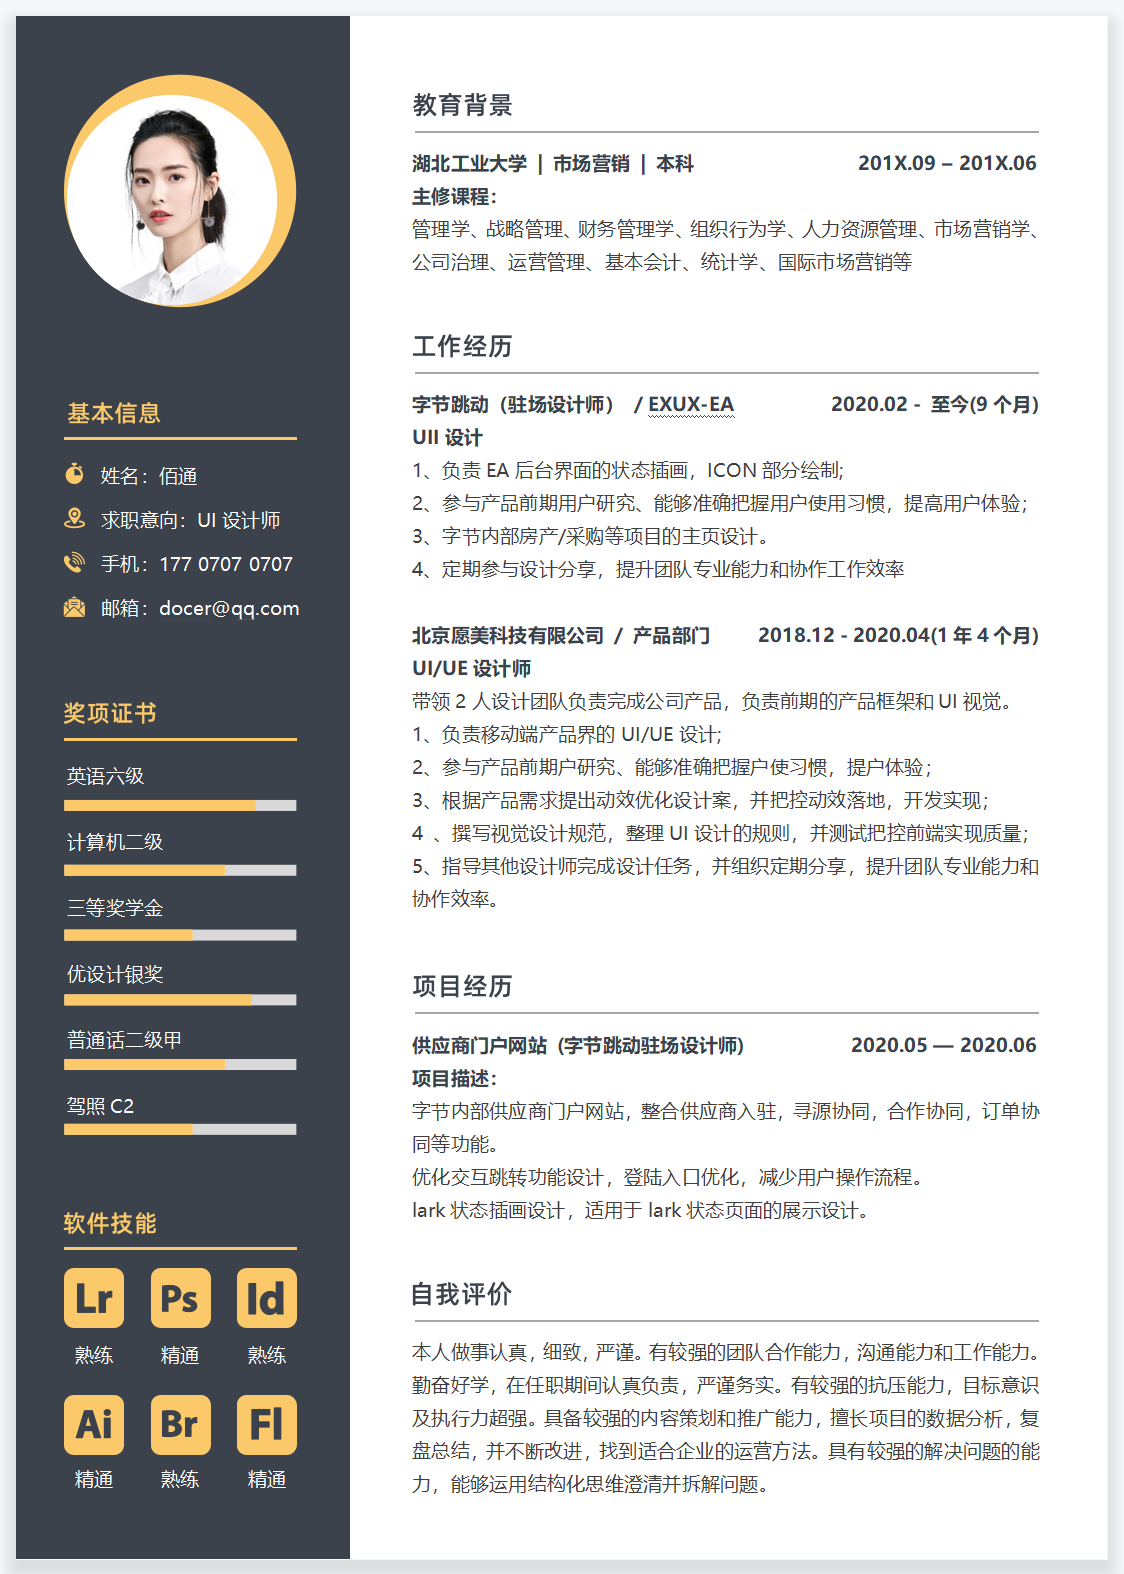 基本信息
姓名：佰通
求职意向：UI 设计师
手机：177 0707 0707
邮箱：docer@qq.com
奖项证书
英语六级
计算机二级
三等奖学金
优设计银奖
普通话二级甲
驾照 C2
软件技能
Lr Ps Id
熟练 精通 熟练
Ai Br Fl
精通 熟练 精通
教育背景
湖北工业大学 | 市场营销 | 本科 201X.09 – 201X.06
主修课程：
管理学、战略管理、财务管理学、组织行为学、人力资源管理、市场营销学、
公司治理、运营管理、基本会计、统计学、国际市场营销等
工作经历
字节跳动（驻场设计师） / EXUX-EA 2020.02 - 至今(9 个月)
UII 设计
1、负责 EA 后台界面的状态插画，ICON 部分绘制;
2、参与产品前期用户研究、能够准确把握用户使用习惯，提高用户体验；
3、字节内部房产/采购等项目的主页设计。
4、定期参与设计分享，提升团队专业能力和协作工作效率
北京愿美科技有限公司 / 产品部门 2018.12 - 2020.04(1 年 4 个月)
UI/UE 设计师
带领 2 人设计团队负责完成公司产品，负责前期的产品框架和 UI 视觉。
1、负责移动端产品界的 UI/UE 设计;
2、参与产品前期户研究、能够准确把握户使习惯，提户体验；
3、根据产品需求提出动效优化设计案，并把控动效落地，开发实现；
4 、撰写视觉设计规范，整理 UI 设计的规则，并测试把控前端实现质量；
5、指导其他设计师完成设计任务，并组织定期分享，提升团队专业能力和
协作效率。
项目经历
供应商门户网站 (字节跳动驻场设计师) 2020.05 — 2020.06
项目描述：
字节内部供应商门户网站，整合供应商入驻，寻源协同，合作协同，订单协
同等功能。
优化交互跳转功能设计，登陆入口优化，减少用户操作流程。
lark 状态插画设计，适用于 lark 状态页面的展示设计。
自我评价
本人做事认真，细致，严谨。有较强的团队合作能力，沟通能力和工作能力。
勤奋好学，在任职期间认真负责，严谨务实。有较强的抗压能力，目标意识
及执行力超强。具备较强的内容策划和推广能力，擅长项目的数据分析，复
盘总结，并不断改进，找到适合企业的运营方法。具有较强的解决问题的能
力，能够运用结构化思维澄清并拆解问题。